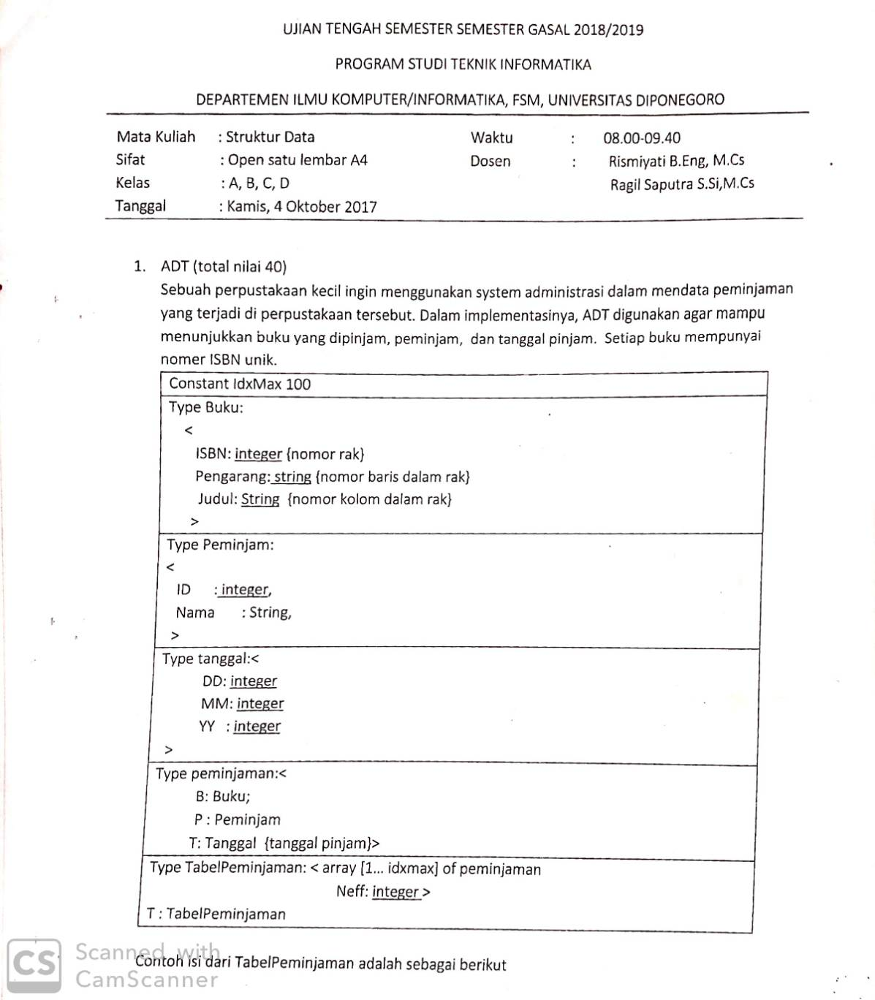 UJIAN TENGAH SEMESTER SEMESTER GASAL 2018/2019
PROGRAM STUDI TEKNIK INFORMATIKA
DEPARTEMEN ILMU KOMPUTER/INFORMATIKA, FSM, UNIVERSITAS DIPONEGORO
Mata Kuliah : Struktur Data Waktu : 08.00-09.40
Sifat : Open satu lembar A4 Dosen : Rismiyati B.Eng, M.Cs
Kelas : A, B, C, D Ragil Saputra S.Si,M.Cs
Tanggal : Kamis, 4 Oktober 2017
1. ADT (total nilai 40)
Sebuah perpustakaan kecil ingin menggunakan system administrasi dalam mendata peminjaman
yang terjadi di perpustakaan tersebut. Dalam implementasinya, ADT digunakan agar mampu
menunjukkan buku yang dipinjam, peminjam, dan tanggal pinjam. Setiap buku mempunyai
nomer ISBN unik.
Constant IdxMax 100
Type Buku:
<
ISBN: integer {nomor rak}
Pengarang: string {nomor baris dalam rak}
Judul: String {nomor kolom dalam rak}
>
Type Peminjam:
<
ID : integer,
Nama : String,
>
Type tanggal:<
DD: integer
MM: integer
YY : integer
>
Type peminjaman:<
B: Buku;
P : Peminjam
T: Tanggal {tanggal pinjam}>
Type TabelPeminjaman: < array [1... idxmax] of peminjaman
Neff: integer >
T : TabelPeminjaman
Contoh isi dari TabelPeminjaman adalah sebagai berikut
CS Scanned with
CamScanner